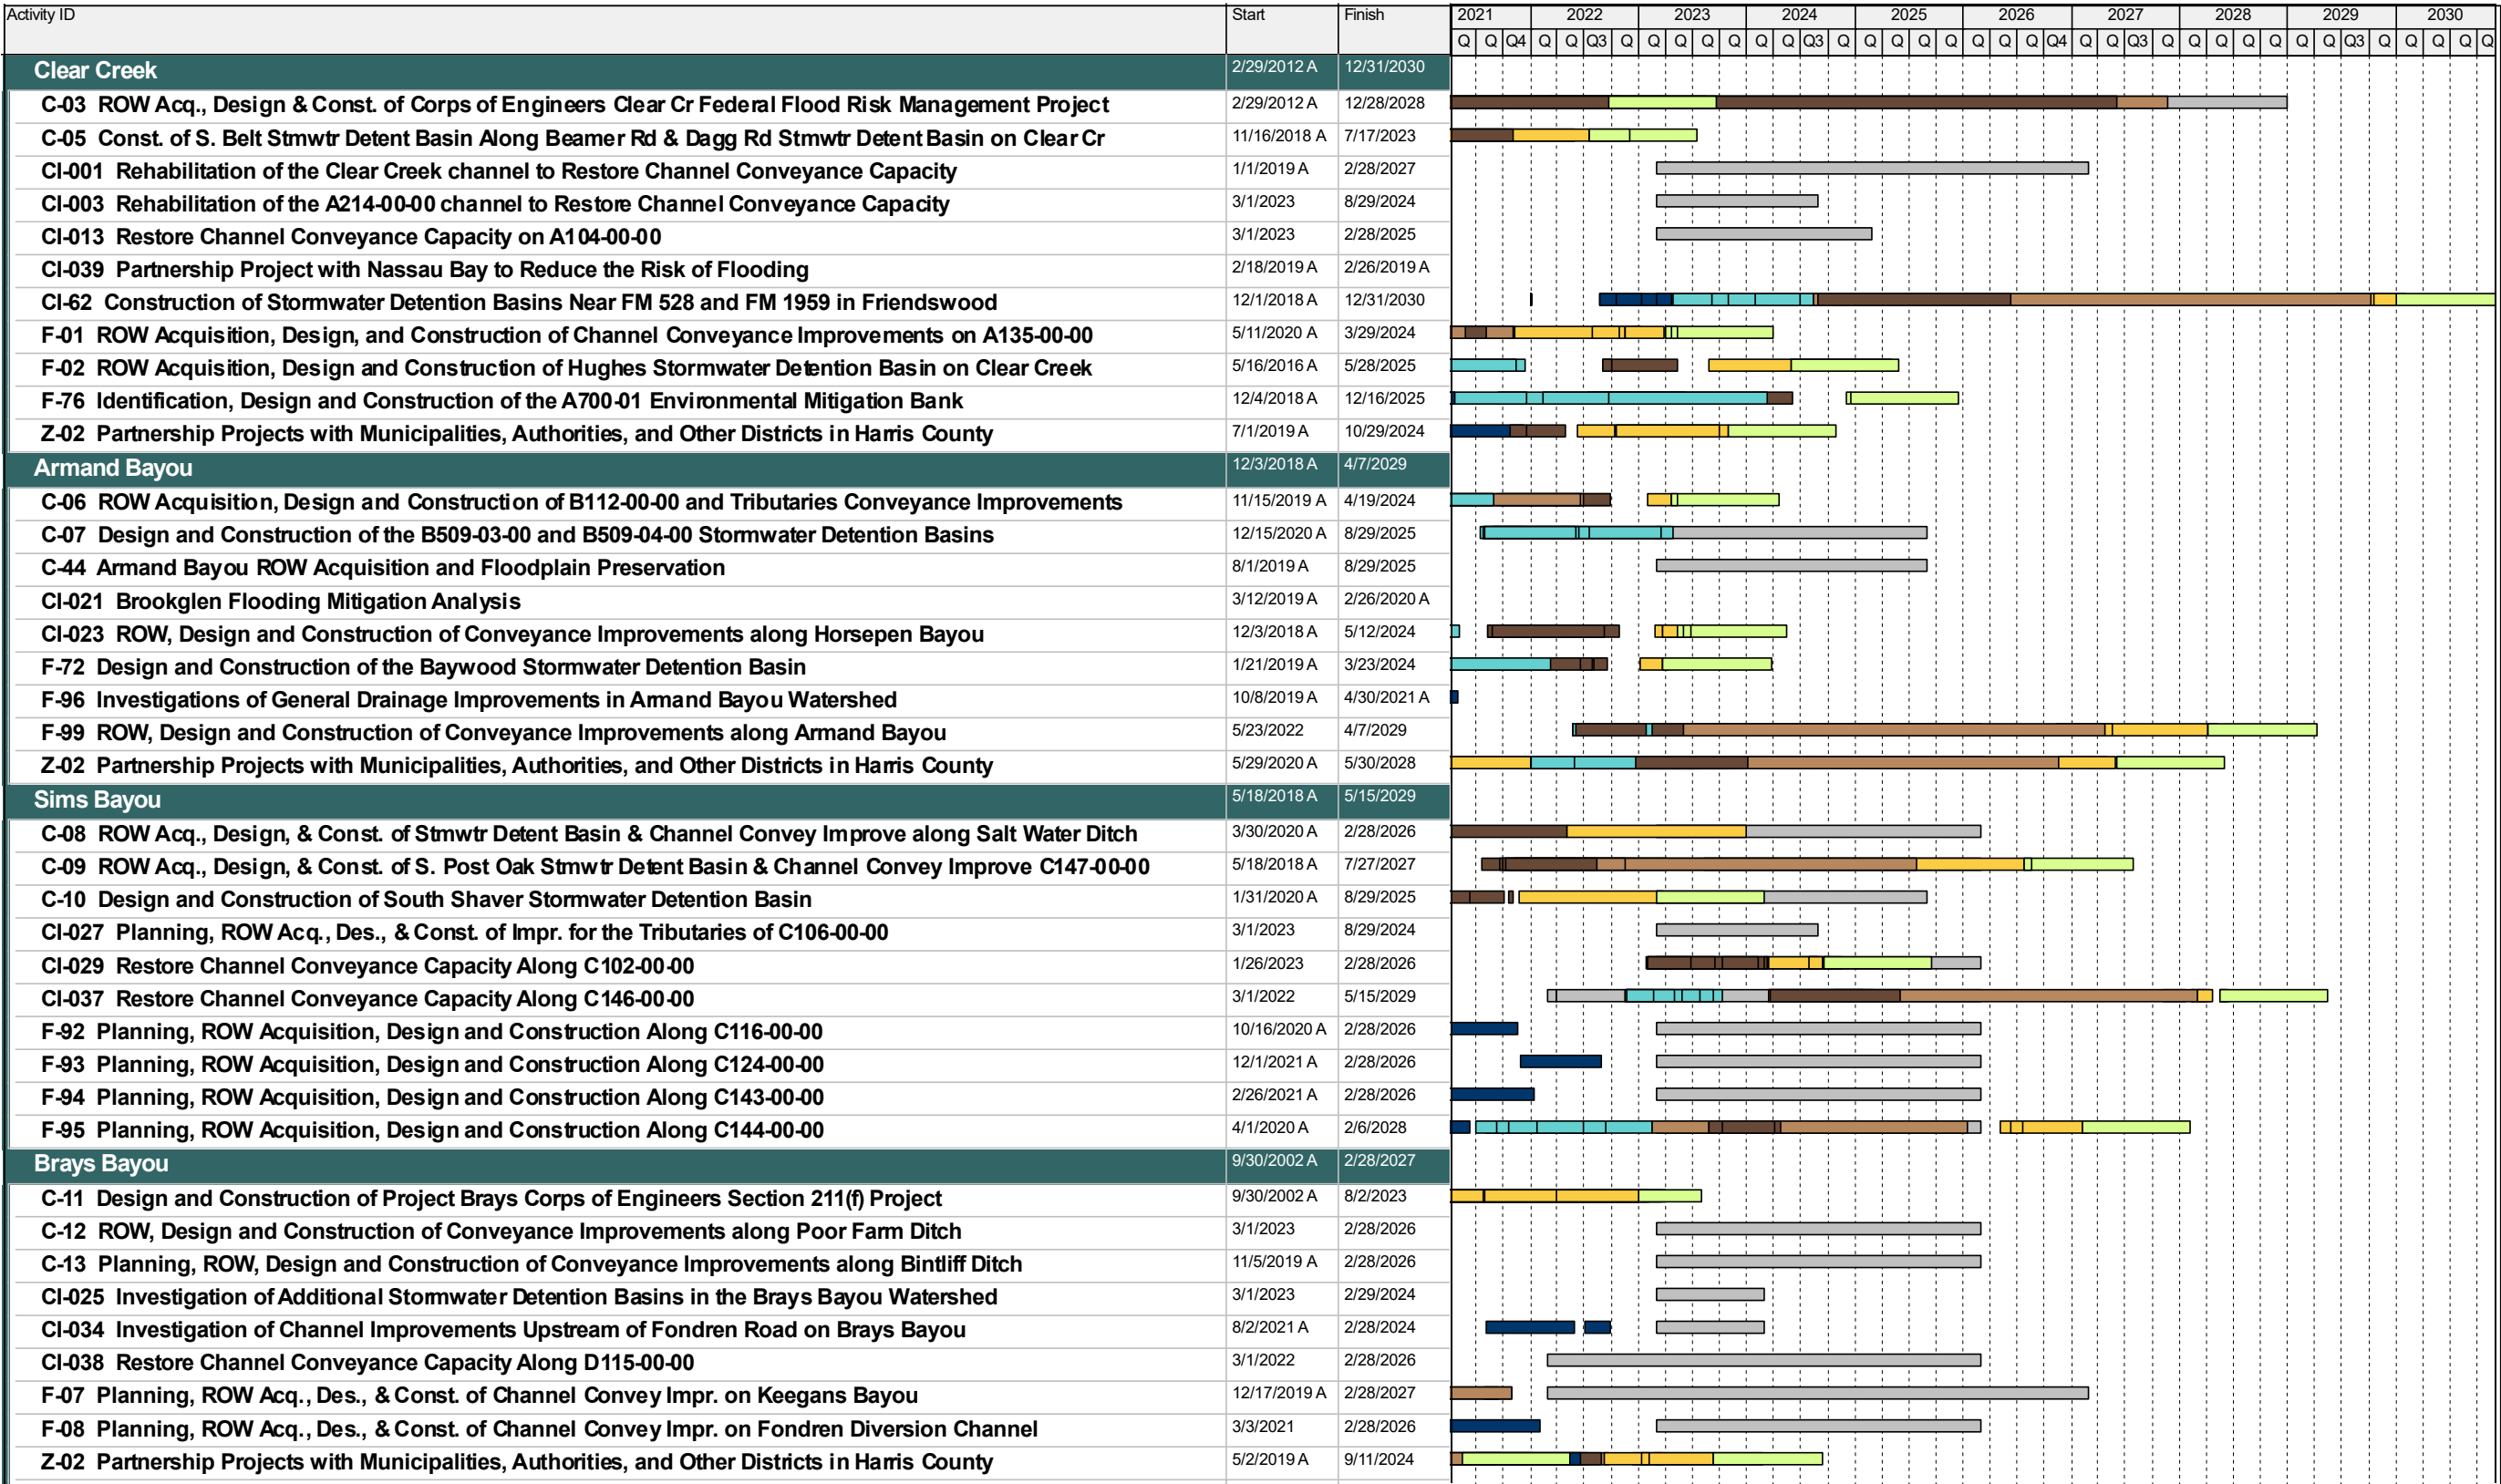 Activity ID Start Finish 2021 2022 2023 2024 2025 2026 2027 2028 2029 2030
Q Q Q4 Q Q Q3 Q Q Q Q Q Q Q3 Q Q Q Q Q Q Q Q Q4 Q Q Q3 Q Q Q Q Q Q Q Q3 Q Q Q Q Q
Clear Creek 2/29/2012 A 12/31/2030
C-03 ROW Acq., Design & Const. of Corps of Engineers Clear Cr Federal Flood Risk Management Project 2/29/2012 A 12/28/2028
C-05 Const. of S. Belt Stmwtr Detent Basin Along Beamer Rd & Dagg Rd Stmwtr Detent Basin on Clear Cr 11/16/2018 A 7/17/2023
CI-001 Rehabilitation of the Clear Creek channel to Restore Channel Conveyance Capacity 1/1/2019 A 2/28/2027
CI-003 Rehabilitation of the A214-00-00 channel to Restore Channel Conveyance Capacity 3/1/2023 8/29/2024
CI-013 Restore Channel Conveyance Capacity on A104-00-00 3/1/2023 2/28/2025
CI-039 Partnership Project with Nassau Bay to Reduce the Risk of Flooding 2/18/2019 A 2/26/2019 A
CI-62 Construction of Stormwater Detention Basins Near FM 528 and FM 1959 in Friendswood 12/1/2018 A 12/31/2030
F-01 ROW Acquisition, Design, and Construction of Channel Conveyance Improvements on A135-00-00 5/11/2020 A 3/29/2024
F-02 ROW Acquisition, Design and Construction of Hughes Stormwater Detention Basin on Clear Creek 5/16/2016 A 5/28/2025
F-76 Identification, Design and Construction of the A700-01 Environmental Mitigation Bank 12/4/2018 A 12/16/2025
Z-02 Partnership Projects with Municipalities, Authorities, and Other Districts in Harris County 7/1/2019 A 10/29/2024
Armand Bayou 12/3/2018 A 4/7/2029
C-06 ROW Acquisition, Design and Construction of B112-00-00 and Tributaries Conveyance Improvements 11/15/2019 A 4/19/2024
C-07 Design and Construction of the B509-03-00 and B509-04-00 Stormwater Detention Basins 12/15/2020 A 8/29/2025
C-44 Armand Bayou ROW Acquisition and Floodplain Preservation 8/1/2019 A 8/29/2025
CI-021 Brookglen Flooding Mitigation Analysis 3/12/2019 A 2/26/2020 A
CI-023 ROW, Design and Construction of Conveyance Improvements along Horsepen Bayou 12/3/2018 A 5/12/2024
F-72 Design and Construction of the Baywood Stormwater Detention Basin 1/21/2019 A 3/23/2024
F-96 Investigations of General Drainage Improvements in Armand Bayou Watershed 10/8/2019 A 4/30/2021 A
F-99 ROW, Design and Construction of Conveyance Improvements along Armand Bayou 5/23/2022 4/7/2029
Z-02 Partnership Projects with Municipalities, Authorities, and Other Districts in Harris County 5/29/2020 A 5/30/2028
Sims Bayou 5/18/2018 A 5/15/2029
C-08 ROW Acq., Design, & Const. of Stmwtr Detent Basin & Channel Convey Improve along Salt Water Ditch 3/30/2020 A 2/28/2026
C-09 ROW Acq., Design, & Const. of S. Post Oak Stmwtr Detent Basin & Channel Convey Improve C147-00-00 5/18/2018 A 7/27/2027
C-10 Design and Construction of South Shaver Stormwater Detention Basin 1/31/2020 A 8/29/2025
CI-027 Planning, ROW Acq., Des., & Const. of Impr. for the Tributaries of C106-00-00 3/1/2023 8/29/2024
CI-029 Restore Channel Conveyance Capacity Along C102-00-00 1/26/2023 2/28/2026
CI-037 Restore Channel Conveyance Capacity Along C146-00-00 3/1/2022 5/15/2029
F-92 Planning, ROW Acquisition, Design and Construction Along C116-00-00 10/16/2020 A 2/28/2026
F-93 Planning, ROW Acquisition, Design and Construction Along C124-00-00 12/1/2021 A 2/28/2026
F-94 Planning, ROW Acquisition, Design and Construction Along C143-00-00 2/26/2021 A 2/28/2026
F-95 Planning, ROW Acquisition, Design and Construction Along C144-00-00 4/1/2020 A 2/6/2028
Brays Bayou 9/30/2002 A 2/28/2027
C-11 Design and Construction of Project Brays Corps of Engineers Section 211(f) Project 9/30/2002 A 8/2/2023
C-12 ROW, Design and Construction of Conveyance Improvements along Poor Farm Ditch 3/1/2023 2/28/2026
C-13 Planning, ROW, Design and Construction of Conveyance Improvements along Bintliff Ditch 11/5/2019 A 2/28/2026
CI-025 Investigation of Additional Stormwater Detention Basins in the Brays Bayou Watershed 3/1/2023 2/29/2024
CI-034 Investigation of Channel Improvements Upstream of Fondren Road on Brays Bayou 8/2/2021 A 2/28/2024
CI-038 Restore Channel Conveyance Capacity Along D115-00-00 3/1/2022 2/28/2026
F-07 Planning, ROW Acq., Des., & Const. of Channel Convey Impr. on Keegans Bayou 12/17/2019 A 2/28/2027
F-08 Planning, ROW Acq., Des., & Const. of Channel Convey Impr. on Fondren Diversion Channel 3/3/2021 2/28/2026
Z-02 Partnership Projects with Municipalities, Authorities, and Other Districts in Harris County 5/2/2019 A 9/11/2024